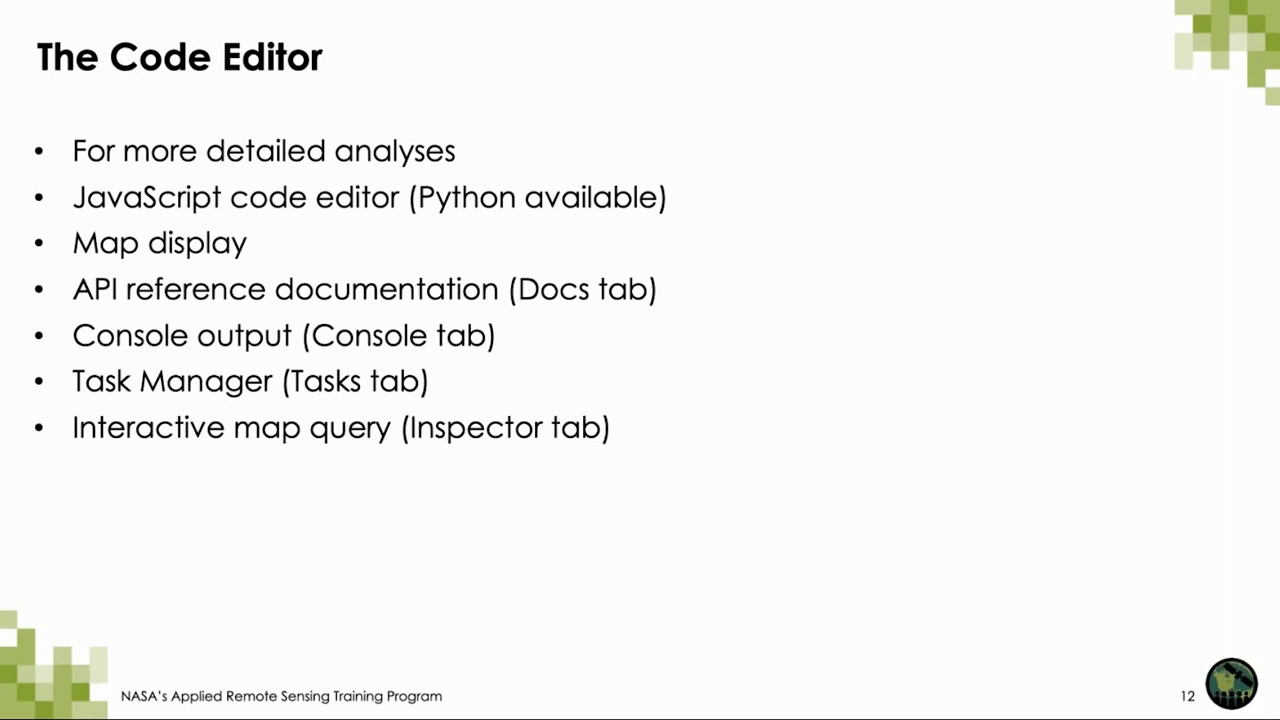 The Code Editor
• For more detailed analyses
• JavaScript code editor (Python available)
• Map display
• API reference documentation (Docs tab)
• Console output (Console tab)
• Task Manager (Tasks tab)
• Interactive map query (Inspector tab)
NASA's Applied Remote Sensing Training Program
12